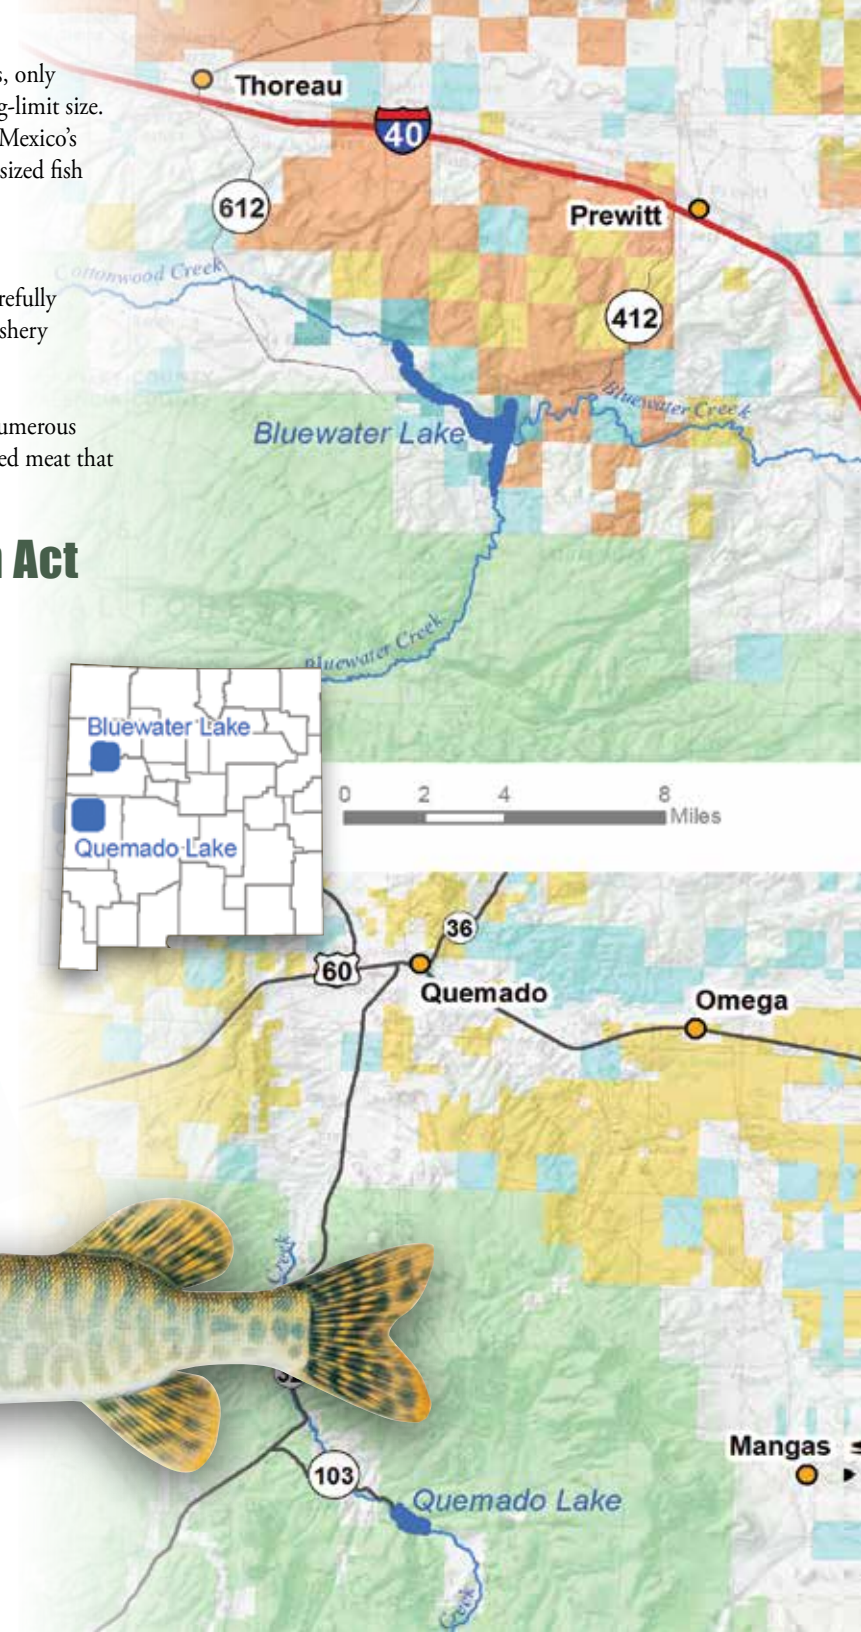 s, only
Thoreau
g-limit size.
Mexico's
40
sized fish
612
Prewitt
Cottonwood Creek
refully
412
shery
Bluewater Creek
umerous
Bluewater Lake
ed meat that
n Act
Bluewater Creek
Bluewater Lake
0 2 4 8
Miles
Quemado Lake
36
60
Quemado
Omega
Creek
Mangas
103
Quemado Lake
Creek